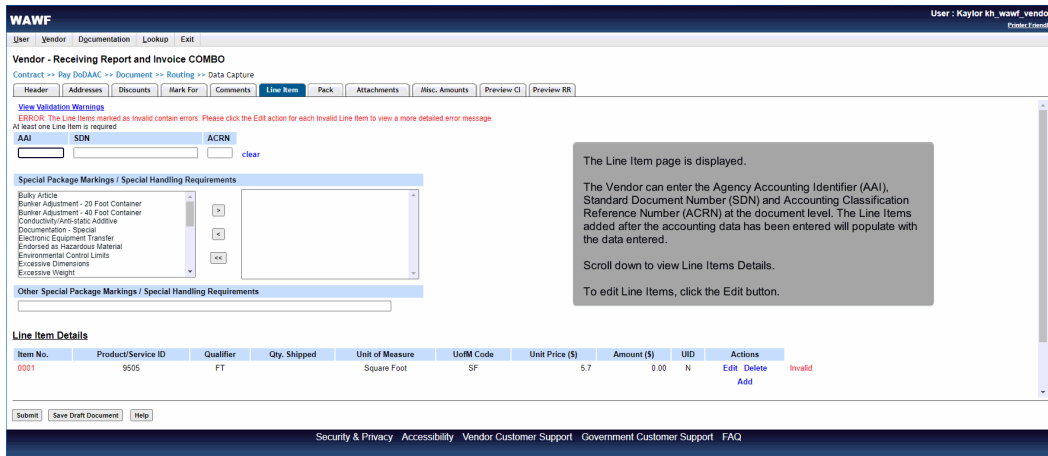 User : Kaylor kh_wawf_vendo
WAWF
Printer Friendl
User Vendor Documentation Lookup Exit
Vendor - Receiving Report and Invoice COMBO
Contract >> Pay DoDAAC >> Document >> Routing >> Data Capture
Header Addresses Discounts Mark For Comments Line Item Pack Attachments Misc. Amounts Preview CI Preview RR
View Validation Warnings
ERROR: The Line Items marked as Invalid contain errors. Please click the Edit action for each Invalid Line Item to view a more detailed error message.
At least one Line Item is required
AAI SDN ACRN
clear
Special Package Markings / Special Handling Requirements
Bulky Article
Bunker Adjustment - 20 Foot Container
Bunker Adjustment - 40 Foot Container
Conductivity/Anti-static Additive
Documentation - Special
Electronic Equipment Transfer
Endorsed as Hazardous Material
Environmental Control Limits
Excessive Dimensions
Excessive Weight
>
<
<<
Other Special Package Markings / Special Handling Requirements
The Line Item page is displayed.
The Vendor can enter the Agency Accounting Identifier (AAI),
Standard Document Number (SDN) and Accounting Classification
Reference Number (ACRN) at the document level. The Line Items
added after the accounting data has been entered will populate with
the data entered.
Scroll down to view Line Items Details.
To edit Line Items, click the Edit button.
Line Item Details
Item No. Product/Service ID Qualifier Qty. Shipped Unit of Measure UofM Code Unit Price ($) Amount ($) UID Actions
0001 9505 FT Square Foot SF 5.7 0.00 N Edit Delete Invalid
Add
Submit Save Draft Document Help
Security & Privacy Accessibility Vendor Customer Support Government Customer Support FAQ